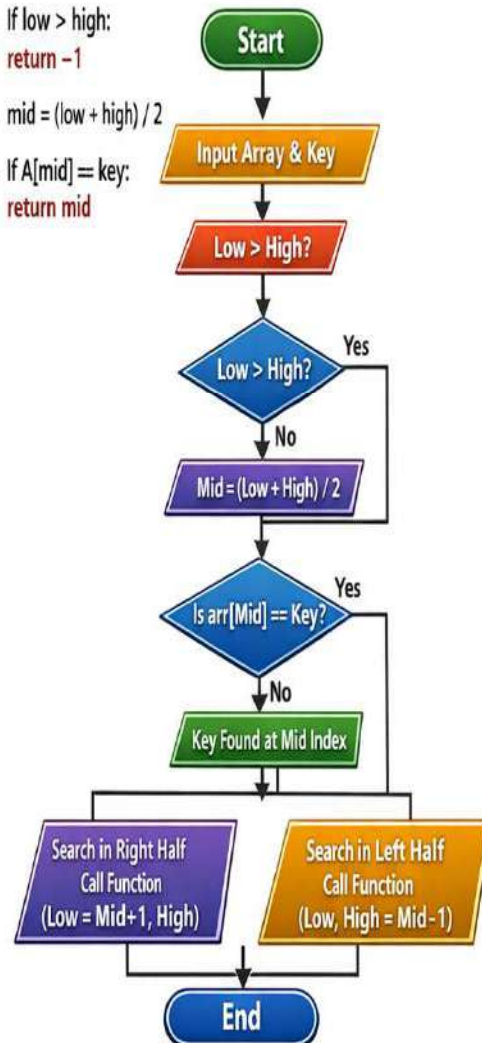 If low > high:
return −1
mid = (low + high) / 2
If A[mid] == key:
return mid
Start
Input Array & Key
Low > High?
Low > High?
Yes
No
Mid = (Low + High) / 2
Is arr[Mid] == Key?
Yes
No
Key Found at Mid Index
Search in Right Half
Call Function
(Low = Mid+1, High)
Search in Left Half
Call Function
(Low, High = Mid−1)
End